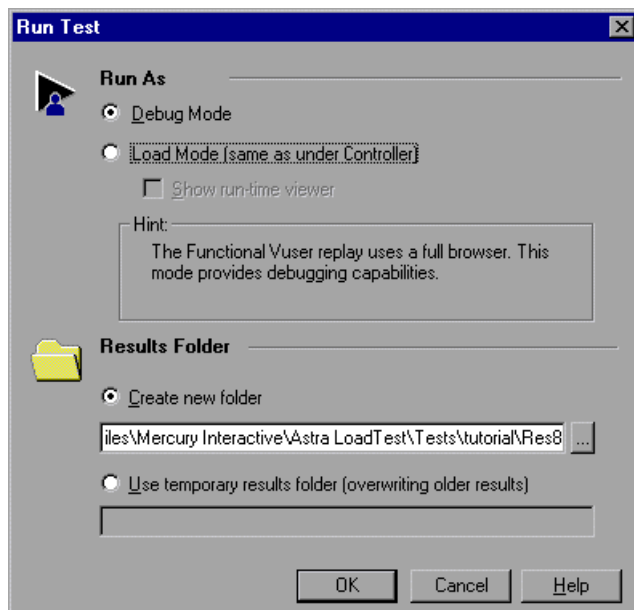 Run Test
Run As
Debug Mode
Load Mode (same as under Controller)
Show run-time viewer
Hint:
The Functional Vuser replay uses a full browser. This
mode provides debugging capabilities.
Results Folder
Create new folder
iles\Mercury Interactive\Astra LoadTest\Tests\tutorial\Res8
...
Use temporary results folder (overwriting older results)
OK
Cancel
Help